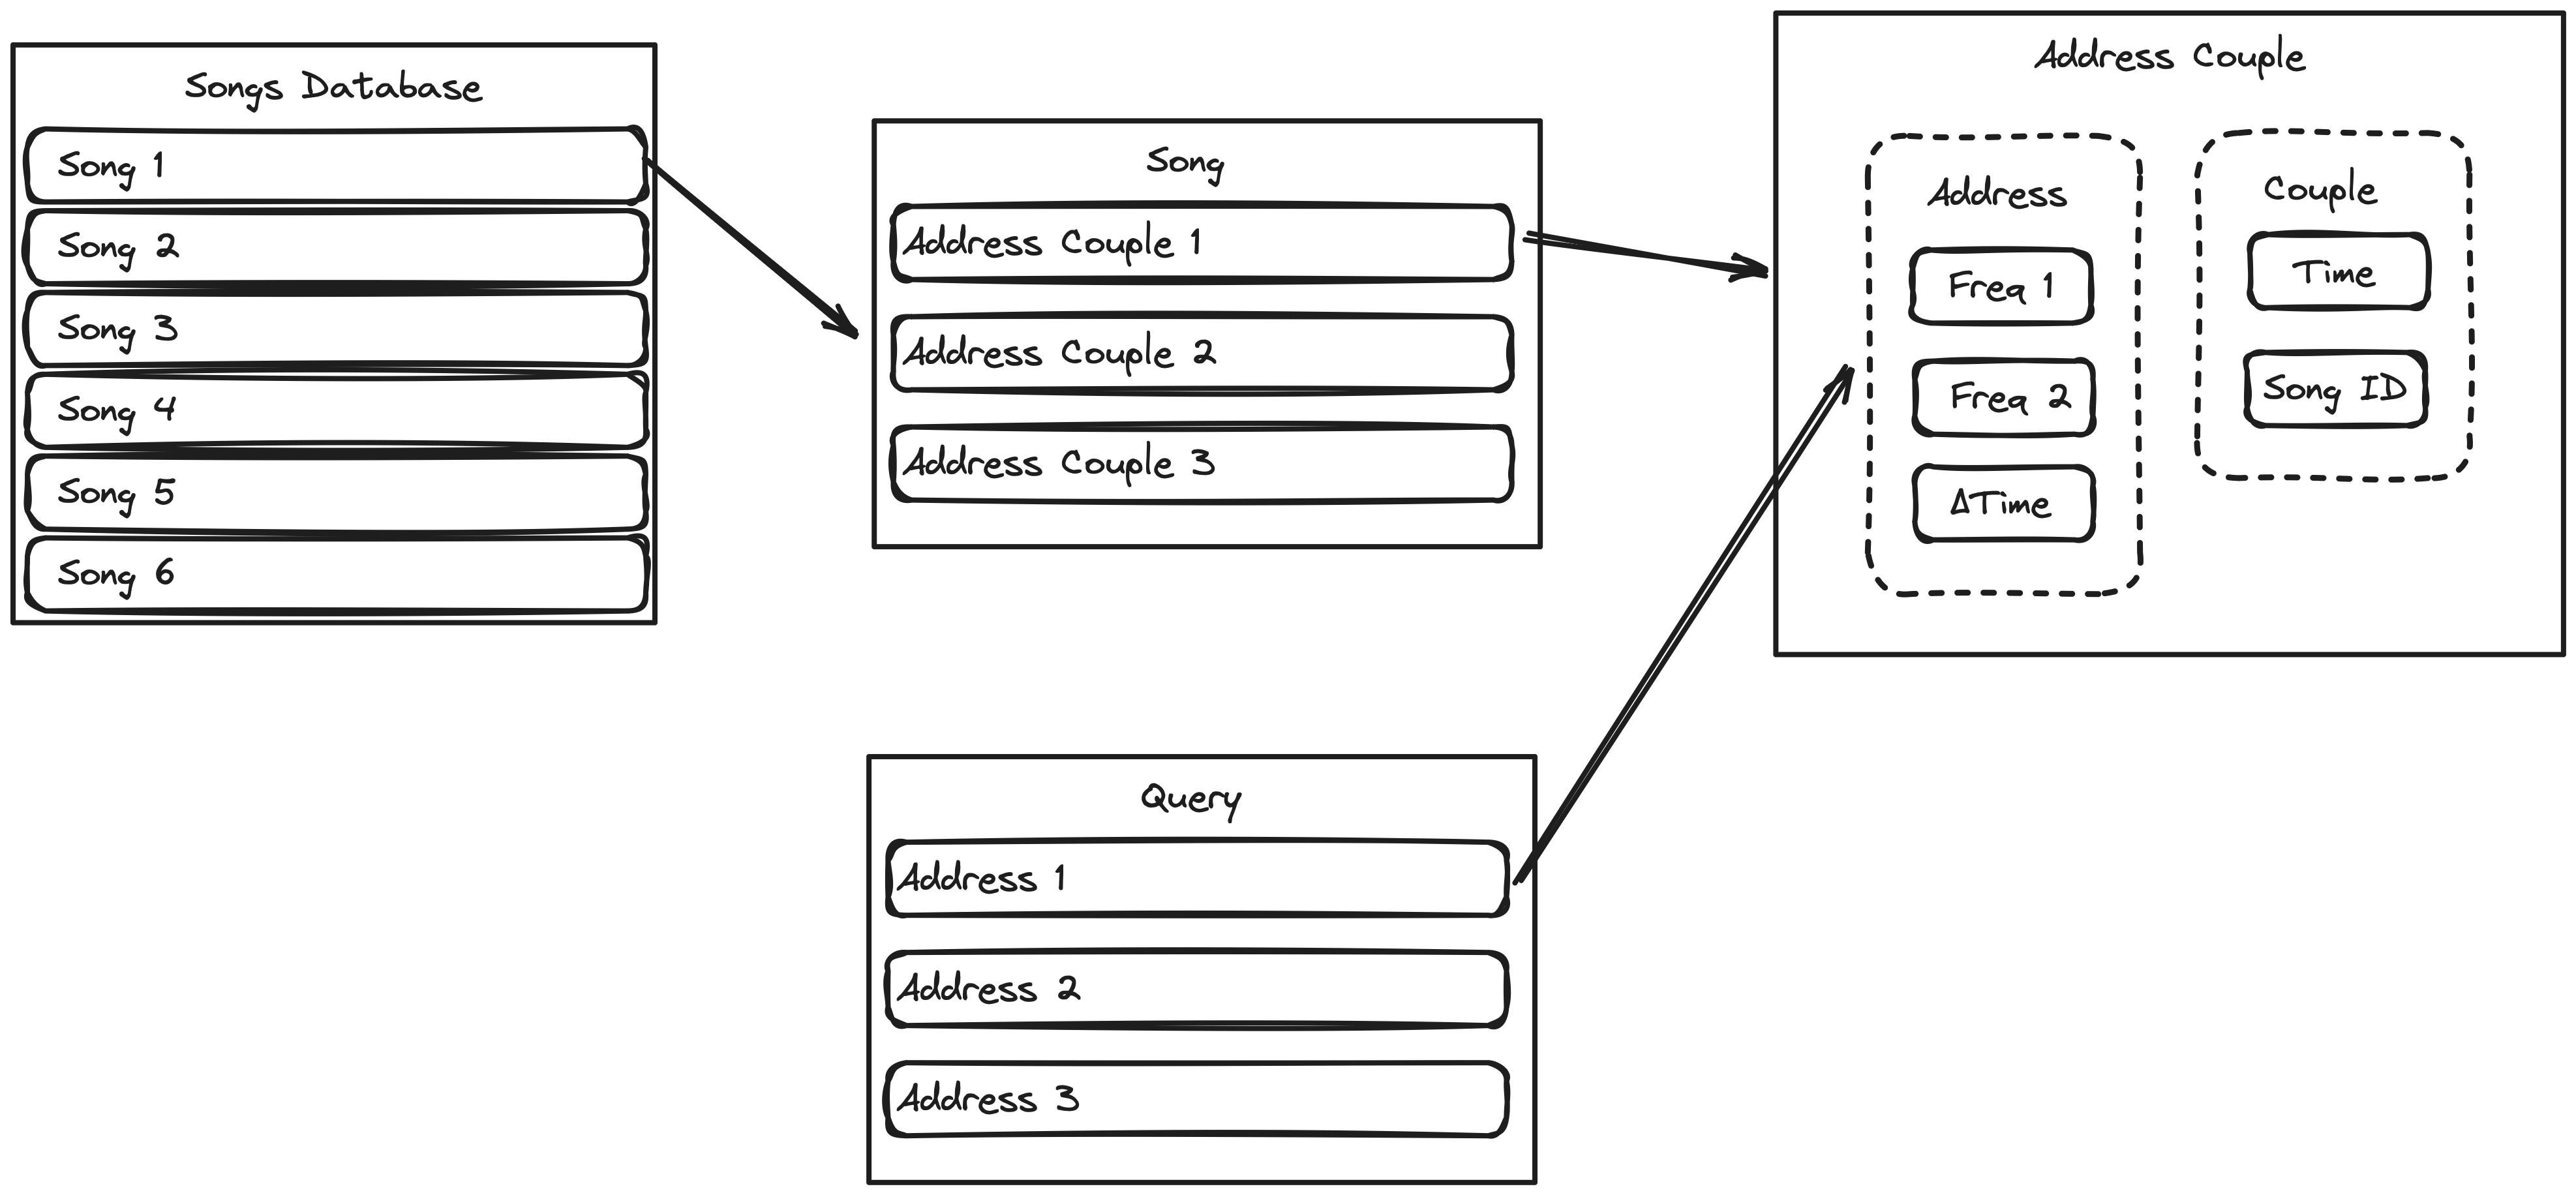 Songs Database
Song 1
Song 2
Song 3
Song 4
Song 5
Song 6
Song
Address Couple 1
Address Couple 2
Address Couple 3
Address Couple
Address
Freq 1
Freq 2
ΔTime
Couple
Time
Song ID
Query
Address 1
Address 2
Address 3